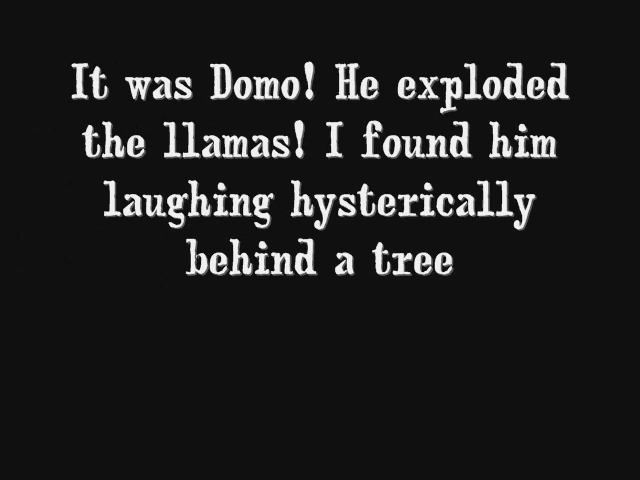 It was Domo! He exploded
the llamas! I found him
laughing hysterically
behind a tree